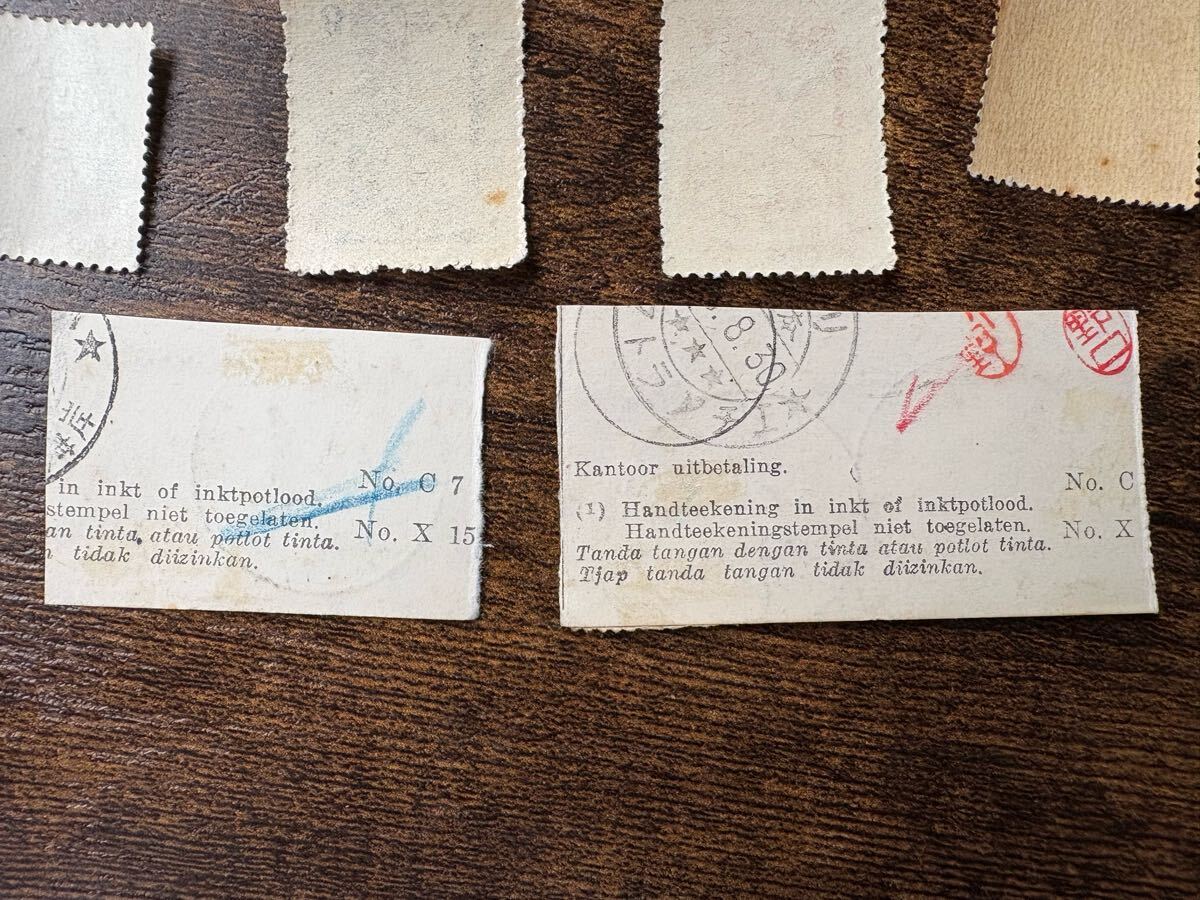 in inkt of inktpotlood.
stempel niet toegelaten.
an tinta atau potlot tinta.
n tidak diizinkan.
No. C 7
No. X 15
8.30
トラ
Kantoor uitbetaling.
(1) Handteekening in inkt of inktpotlood.
Handteekeningstempel niet toegelaten.
Tanda tangan dengan tinta atau potlot tinta.
Tjap tanda tangan tidak diizinkan.
No. C
No. X